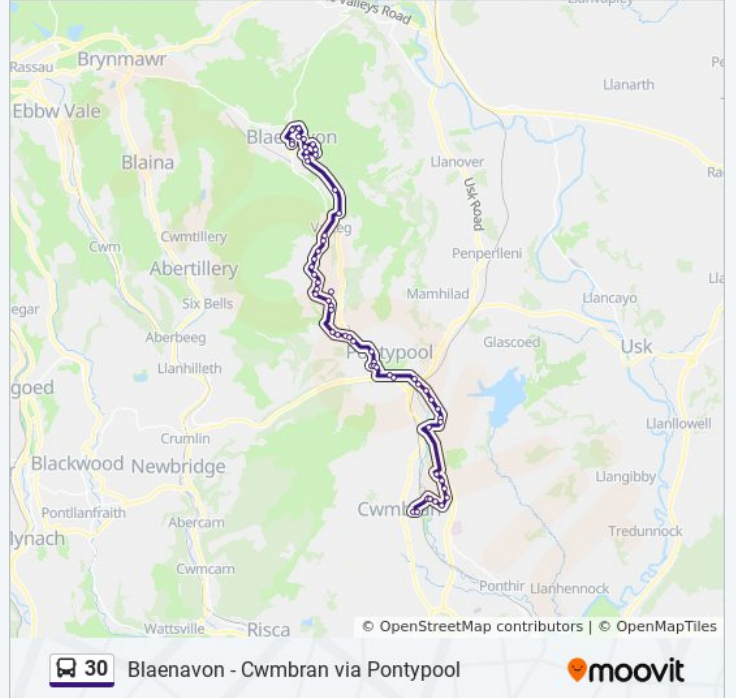 e Valleys Road
Llanvapley
Brynmawr
Rassau
Llanarth
Ebbw Vale
Blaenavon
Blaina
Llanover
Usk Road
Cwmtillery
Cwm
Abertillery
Penperlleni
Mamhilad
Llancayo
Six Bells
egar
Aberbeeg
Pontypool
Glascoed
Usk
Llanhilleth
goed
Llanllowell
Crumlin
Blackwood
Newbridge
Llangibby
Cwmbran
Pontllanfraith
Abercarn
Tredunnock
lynach
Cwmcarn
Ponthir
Llanhennock
Wattsville
Risca
© OpenStreetMap contributors | © OpenMapTiles
30 Blaenavon - Cwmbran via Pontypool
moovit